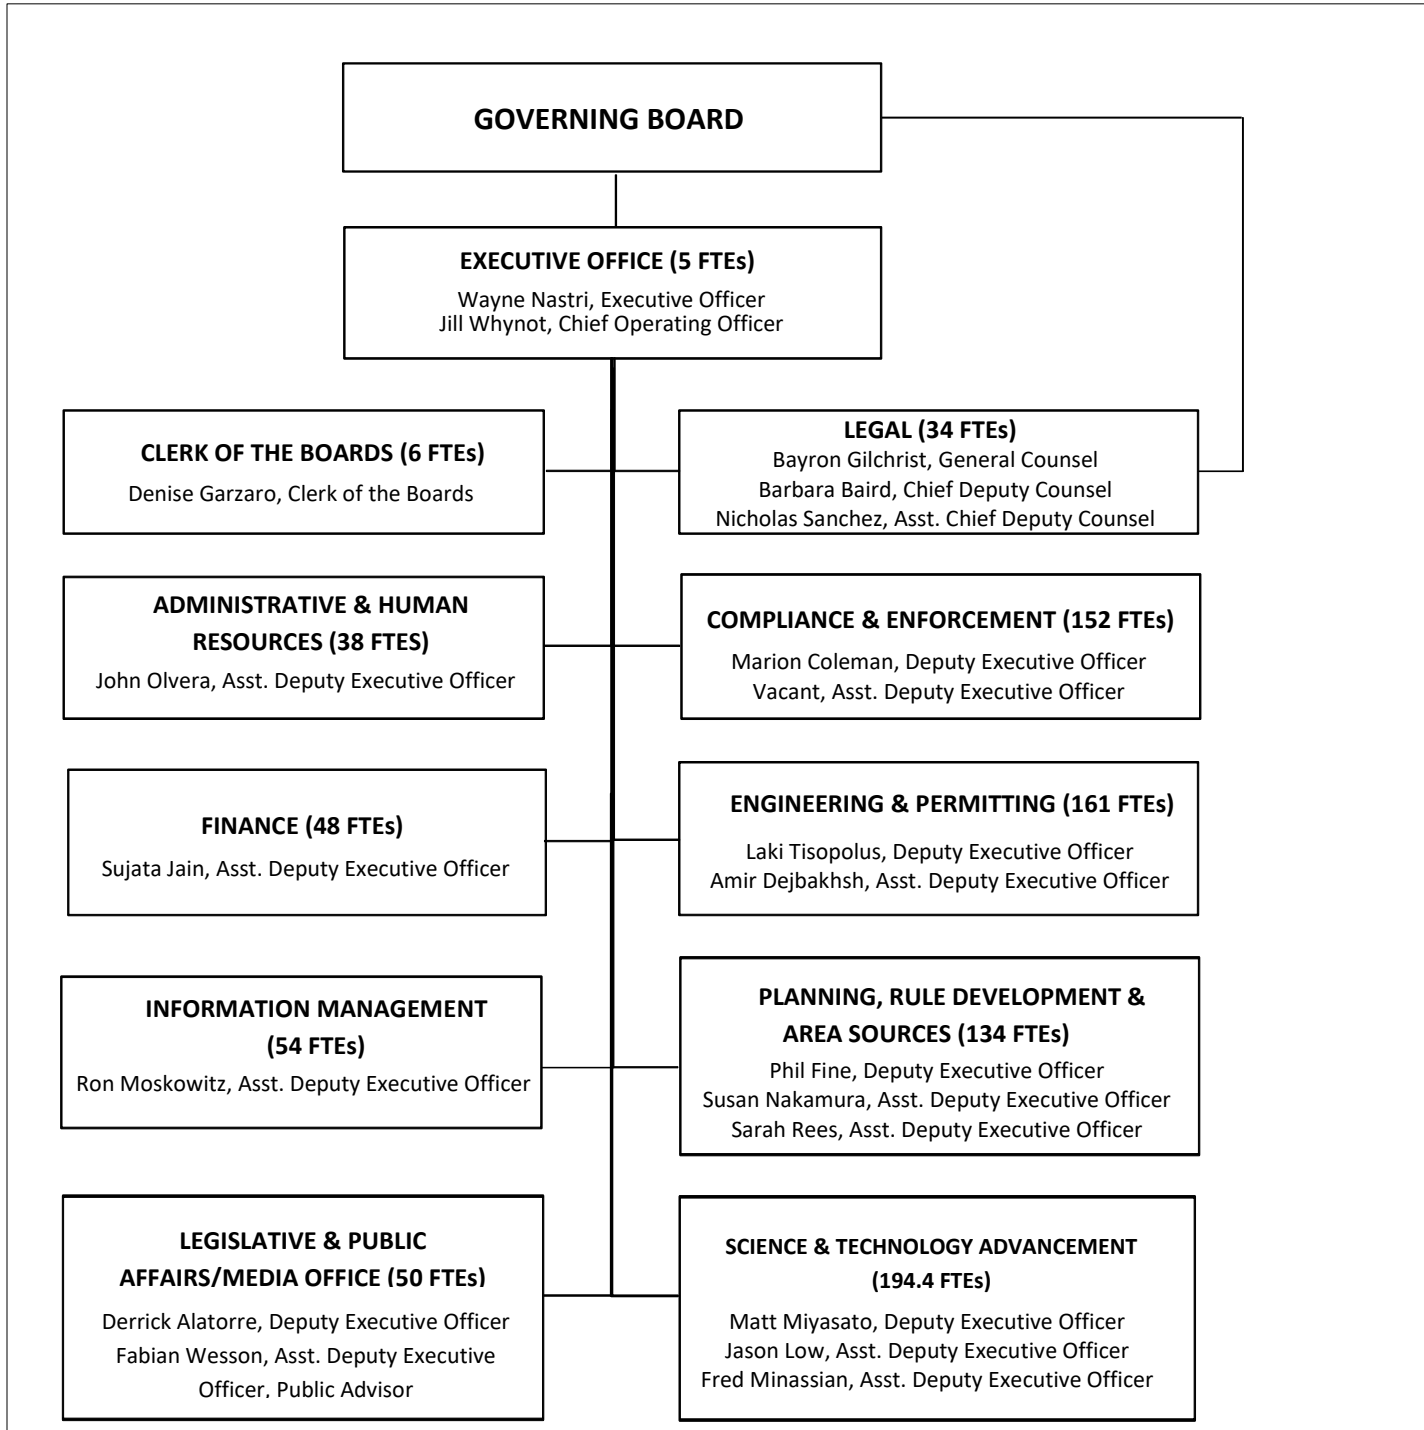 GOVERNING BOARD
EXECUTIVE OFFICE (5 FTEs)
Wayne Nastri, Executive Officer
Jill Whynot, Chief Operating Officer
CLERK OF THE BOARDS (6 FTEs)
Denise Garzaro, Clerk of the Boards
LEGAL (34 FTEs)
Bayron Gilchrist, General Counsel
Barbara Baird, Chief Deputy Counsel
Nicholas Sanchez, Asst. Chief Deputy Counsel
ADMINISTRATIVE & HUMAN
RESOURCES (38 FTES)
John Olvera, Asst. Deputy Executive Officer
COMPLIANCE & ENFORCEMENT (152 FTEs)
Marion Coleman, Deputy Executive Officer
Vacant, Asst. Deputy Executive Officer
FINANCE (48 FTEs)
Sujata Jain, Asst. Deputy Executive Officer
ENGINEERING & PERMITTING (161 FTEs)
Laki Tisopolus, Deputy Executive Officer
Amir Dejbakhsh, Asst. Deputy Executive Officer
INFORMATION MANAGEMENT
(54 FTEs)
Ron Moskowitz, Asst. Deputy Executive Officer
PLANNING, RULE DEVELOPMENT &
AREA SOURCES (134 FTEs)
Phil Fine, Deputy Executive Officer
Susan Nakamura, Asst. Deputy Executive Officer
Sarah Rees, Asst. Deputy Executive Officer
LEGISLATIVE & PUBLIC
AFFAIRS/MEDIA OFFICE (50 FTEs)
Derrick Alatorre, Deputy Executive Officer
Fabian Wesson, Asst. Deputy Executive
Officer, Public Advisor
SCIENCE & TECHNOLOGY ADVANCEMENT
(194.4 FTEs)
Matt Miyasato, Deputy Executive Officer
Jason Low, Asst. Deputy Executive Officer
Fred Minassian, Asst. Deputy Executive Officer